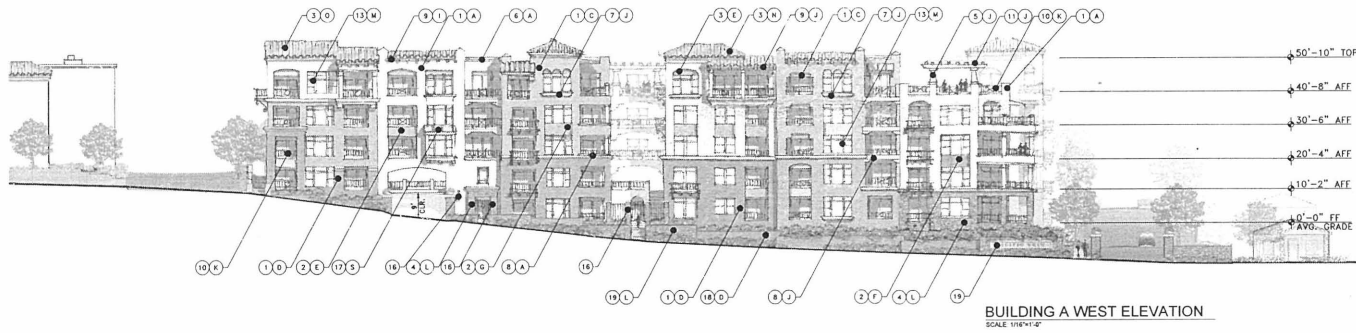 3 O 13 M 9 I 1 A 6 A 1 C 7 J 3 E 3 N 9 J 1 C 7 J 13 M 5 J 11 J 10 K 1 A
50'-10" TOP
40'-8" AFF
30'-6" AFF
20'-4" AFF
10'-2" AFF
0'-0" FF
AVG. GRADE
9' CLR.
10 K 1 D 2 E 17 S 16 4 L 16 2 G 8 A 16 19 L 1 D 18 D 8 J 2 F 4 L 19
BUILDING A WEST ELEVATION
SCALE: 1/16"=1'-0"